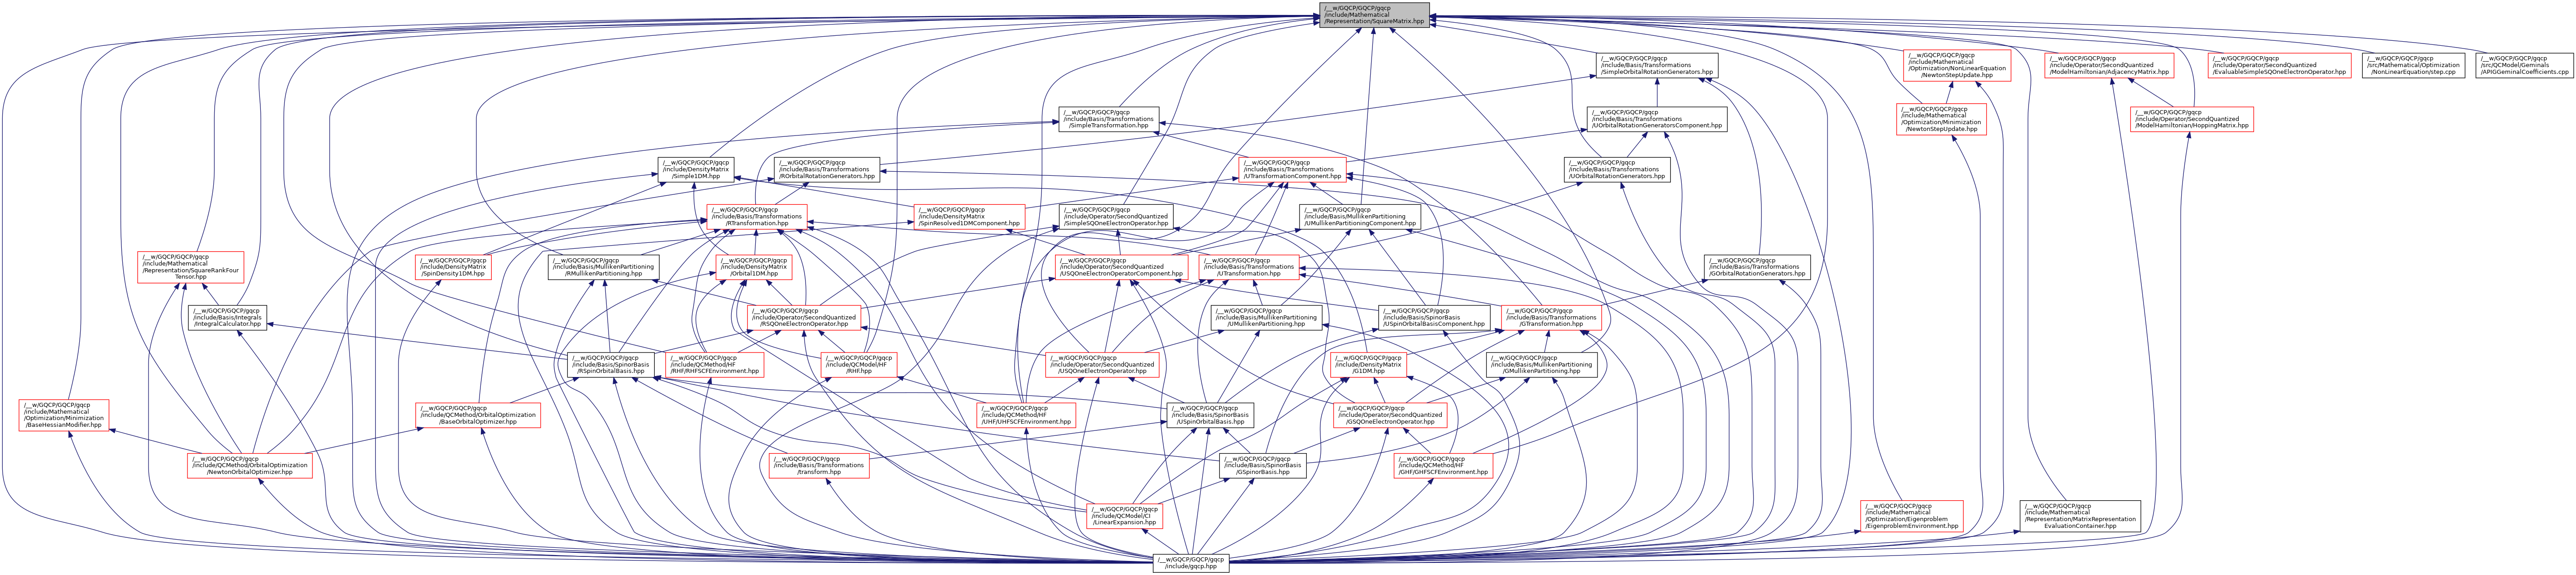 /__w/GQCP/GQCP/gqcp
/include/Mathematical
/Representation/SquareMatrix.hpp
/__w/GQCP/GQCP/gqcp
/include/Basis/Transformations
/SimpleOrbitalRotationGenerators.hpp
/__w/GQCP/GQCP/gqcp
/include/Mathematical
/Optimization/NonLinearEquation
/NewtonStepUpdate.hpp
/__w/GQCP/GQCP/gqcp
/include/Operator/SecondQuantized
/ModelHamiltonian/AdjacencyMatrix.hpp
/__w/GQCP/GQCP/gqcp
/include/Operator/SecondQuantized
/EvaluableSimpleSQOneElectronOperator.hpp
/__w/GQCP/GQCP/gqcp
/src/Mathematical/Optimization
/NonLinearEquation/step.cpp
/__w/GQCP/GQCP/gqcp
/src/QCModel/Geminals
/APIGGeminalCoefficients.cpp
/__w/GQCP/GQCP/gqcp
/include/Basis/Transformations
/SimpleTransformation.hpp
/__w/GQCP/GQCP/gqcp
/include/Basis/Transformations
/UOrbitalRotationGeneratorsComponent.hpp
/__w/GQCP/GQCP/gqcp
/include/Mathematical
/Optimization/Minimization
/NewtonStepUpdate.hpp
/__w/GQCP/GQCP/gqcp
/include/Operator/SecondQuantized
/ModelHamiltonian/HoppingMatrix.hpp
/__w/GQCP/GQCP/gqcp
/include/DensityMatrix
/Simple1DM.hpp
/__w/GQCP/GQCP/gqcp
/include/Basis/Transformations
/ROrbitalRotationGenerators.hpp
/__w/GQCP/GQCP/gqcp
/include/Basis/Transformations
/UTransformationComponent.hpp
/__w/GQCP/GQCP/gqcp
/include/Basis/Transformations
/UOrbitalRotationGenerators.hpp
/__w/GQCP/GQCP/gqcp
/include/Basis/Transformations
/RTransformation.hpp
/__w/GQCP/GQCP/gqcp
/include/DensityMatrix
/SpinResolved1DMComponent.hpp
/__w/GQCP/GQCP/gqcp
/include/Operator/SecondQuantized
/SimpleSQOneElectronOperator.hpp
/__w/GQCP/GQCP/gqcp
/include/Basis/MullikenPartitioning
/UMullikenPartitioningComponent.hpp
/__w/GQCP/GQCP/gqcp
/include/Mathematical
/Representation/SquareRankFour
Tensor.hpp
/__w/GQCP/GQCP/gqcp
/include/DensityMatrix
/SpinDensity1DM.hpp
/__w/GQCP/GQCP/gqcp
/include/Basis/MullikenPartitioning
/RMullikenPartitioning.hpp
/__w/GQCP/GQCP/gqcp
/include/DensityMatrix
/Orbital1DM.hpp
/__w/GQCP/GQCP/gqcp
/include/Operator/SecondQuantized
/USQOneElectronOperatorComponent.hpp
/__w/GQCP/GQCP/gqcp
/include/Basis/Transformations
/UTransformation.hpp
/__w/GQCP/GQCP/gqcp
/include/Basis/Transformations
/GOrbitalRotationGenerators.hpp
/__w/GQCP/GQCP/gqcp
/include/Basis/Integrals
/IntegralCalculator.hpp
/__w/GQCP/GQCP/gqcp
/include/Operator/SecondQuantized
/RSQOneElectronOperator.hpp
/__w/GQCP/GQCP/gqcp
/include/Basis/MullikenPartitioning
/UMullikenPartitioning.hpp
/__w/GQCP/GQCP/gqcp
/include/Basis/SpinorBasis
/USpinOrbitalBasisComponent.hpp
/__w/GQCP/GQCP/gqcp
/include/Basis/Transformations
/GTransformation.hpp
/__w/GQCP/GQCP/gqcp
/include/Basis/SpinorBasis
/RSpinOrbitalBasis.hpp
/__w/GQCP/GQCP/gqcp
/include/QCMethod/HF
/RHF/RHFSCFEnvironment.hpp
/__w/GQCP/GQCP/gqcp
/include/QCModel/HF
/RHF.hpp
/__w/GQCP/GQCP/gqcp
/include/Operator/SecondQuantized
/USQOneElectronOperator.hpp
/__w/GQCP/GQCP/gqcp
/include/DensityMatrix
/G1DM.hpp
/__w/GQCP/GQCP/gqcp
/include/Basis/MullikenPartitioning
/GMullikenPartitioning.hpp
/__w/GQCP/GQCP/gqcp
/include/Mathematical
/Optimization/Minimization
/BaseHessianModifier.hpp
/__w/GQCP/GQCP/gqcp
/include/QCMethod/OrbitalOptimization
/BaseOrbitalOptimizer.hpp
/__w/GQCP/GQCP/gqcp
/include/QCMethod/HF
/UHF/UHFSCFEnvironment.hpp
/__w/GQCP/GQCP/gqcp
/include/Basis/SpinorBasis
/USpinOrbitalBasis.hpp
/__w/GQCP/GQCP/gqcp
/include/Operator/SecondQuantized
/GSQOneElectronOperator.hpp
/__w/GQCP/GQCP/gqcp
/include/QCMethod/OrbitalOptimization
/NewtonOrbitalOptimizer.hpp
/__w/GQCP/GQCP/gqcp
/include/Basis/Transformations
/transform.hpp
/__w/GQCP/GQCP/gqcp
/include/Basis/SpinorBasis
/GSpinorBasis.hpp
/__w/GQCP/GQCP/gqcp
/include/QCMethod/HF
/GHF/GHFSCFEnvironment.hpp
/__w/GQCP/GQCP/gqcp
/include/QCModel/CI
/LinearExpansion.hpp
/__w/GQCP/GQCP/gqcp
/include/Mathematical
/Optimization/Eigenproblem
/EigenproblemEnvironment.hpp
/__w/GQCP/GQCP/gqcp
/include/Mathematical
/Representation/MatrixRepresentation
EvaluationContainer.hpp
/__w/GQCP/GQCP/gqcp
/include/gqcp.hpp